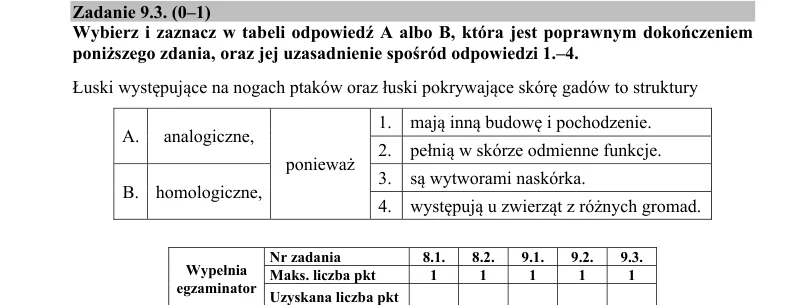 Zadanie 9.3. (0–1)
Wybierz i zaznacz w tabeli odpowiedź A albo B, która jest poprawnym dokończeniem
poniższego zdania, oraz jej uzasadnienie spośród odpowiedzi 1.–4.
Łuski występujące na nogach ptaków oraz łuski pokrywające skórę gadów to struktury
A. analogiczne,
B. homologiczne,
ponieważ
1. mają inną budowę i pochodzenie.
2. pełnią w skórze odmienne funkcje.
3. są wytworami naskórka.
4. występują u zwierząt z różnych gromad.
Wypełnia
egzaminator
Nr zadania 8.1. 8.2. 9.1. 9.2. 9.3.
Maks. liczba pkt 1 1 1 1 1
Uzyskana liczba pkt